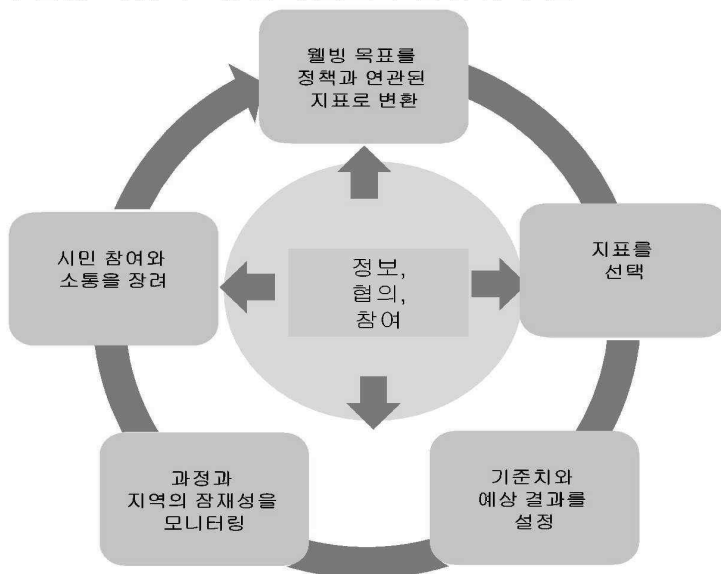 웰빙 목표를
정책과 연관된
지표로 변환
지표를
선택
기준치와
예상 결과를
설정
과정과
지역의 잠재성을
모니터링
시민 참여와
소통을 장려
정보,
협의,
참여